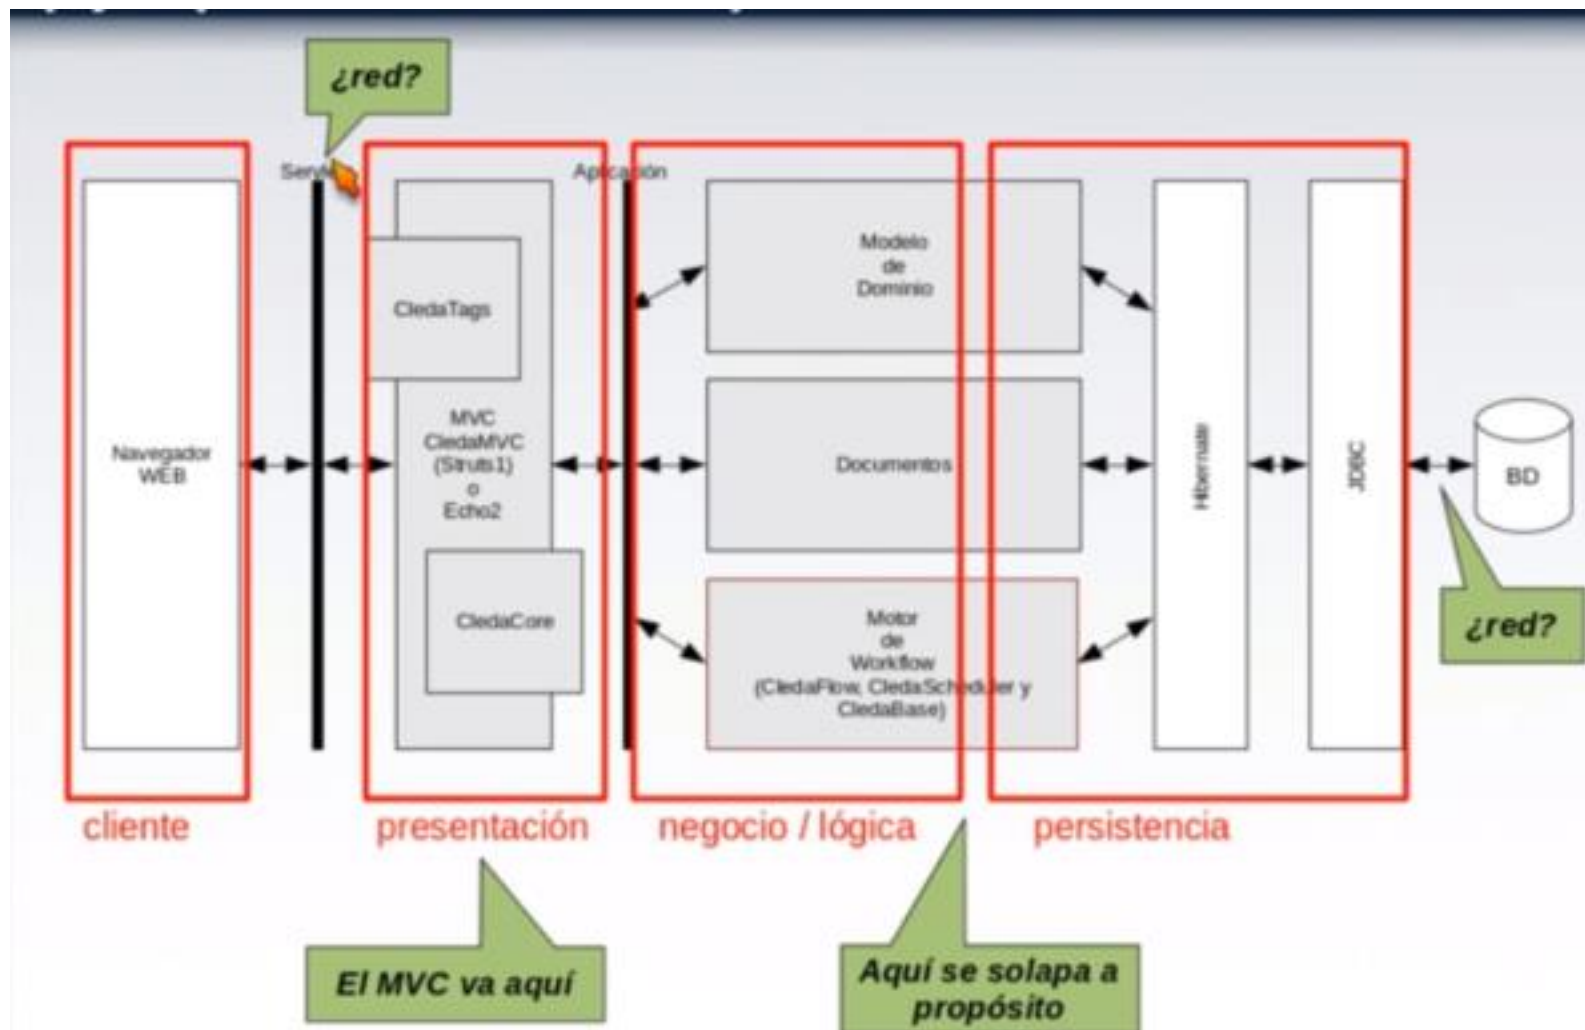 ¿red?
Aplicación
Modelo
de
Dominio
CledaTags
MVC
CledaMVC
(Struts1)
o
Echo2
Navegador
WEB
Documentos
Hibernate
JDBC
BD
CledaCore
Motor
de
Workflow
(CledaFlow, CledaScheduler y
CledaBase)
¿red?
cliente
presentación
negocio / lógica
persistencia
El MVC va aquí
Aquí se solapa a
propósito